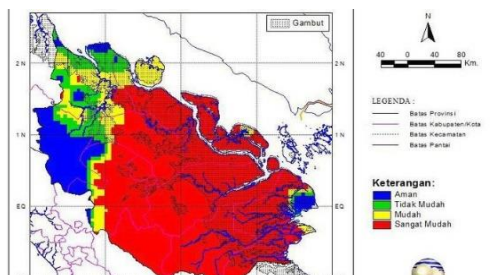 Gambut
2 N
1 N
EQ
2 N
1 N
EQ
N
40 0 40 80 Km.
LEGENDA :
Batas Provinsi
Batas Kabupaten/Kota
Batas Kecamatan
Batas Pantai
Keterangan:
Aman
Tidak Mudah
Mudah
Sangat Mudah